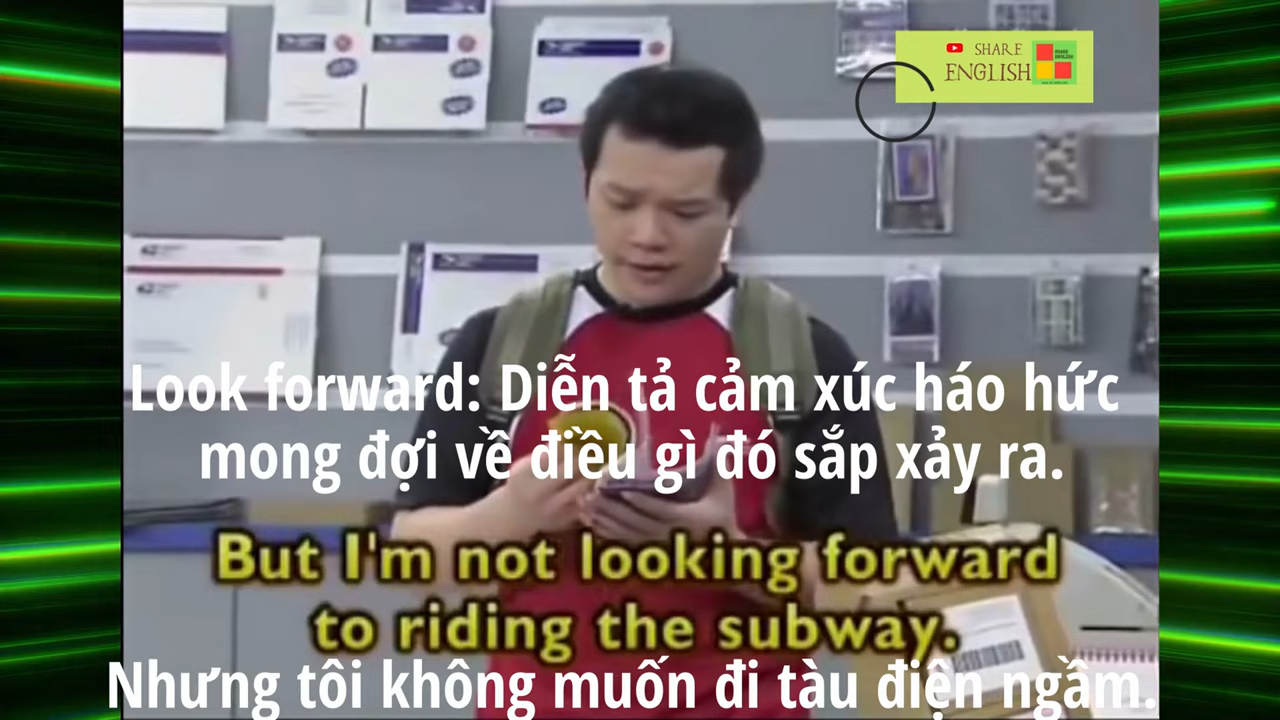 SHARE
ENGLISH
Look forward: Diễn tả cảm xúc háo hức
mong đợi về điều gì đó sắp xảy ra.
But I'm not looking forward
to riding the subway.
Nhưng tôi không muốn đi tàu điện ngầm.